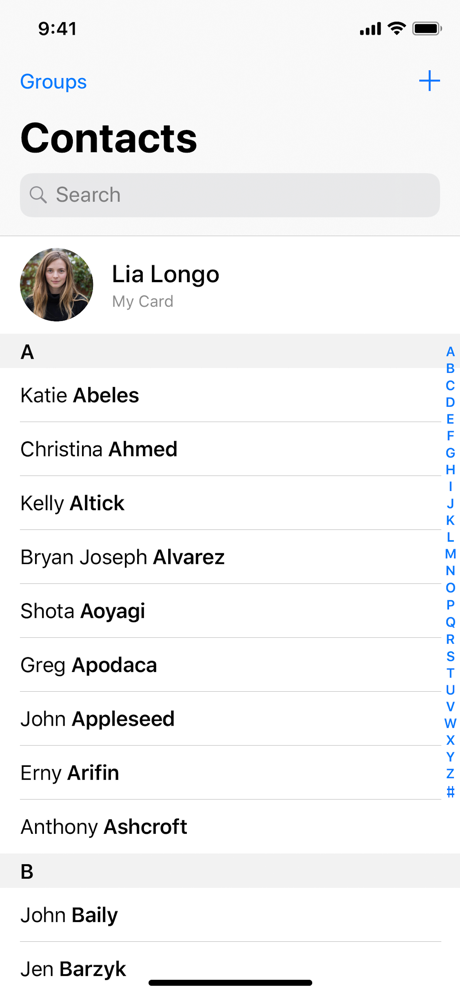 9:41
Groups
Contacts
Search
Lia Longo
My Card
A
Katie Abeles
Christina Ahmed
Kelly Altick
Bryan Joseph Alvarez
Shota Aoyagi
Greg Apodaca
John Appleseed
Erny Arifin
Anthony Ashcroft
B
John Baily
Jen Barzyk
A
B
C
D
E
F
G
H
I
J
K
L
M
N
O
P
Q
R
S
T
U
V
W
X
Y
Z
#